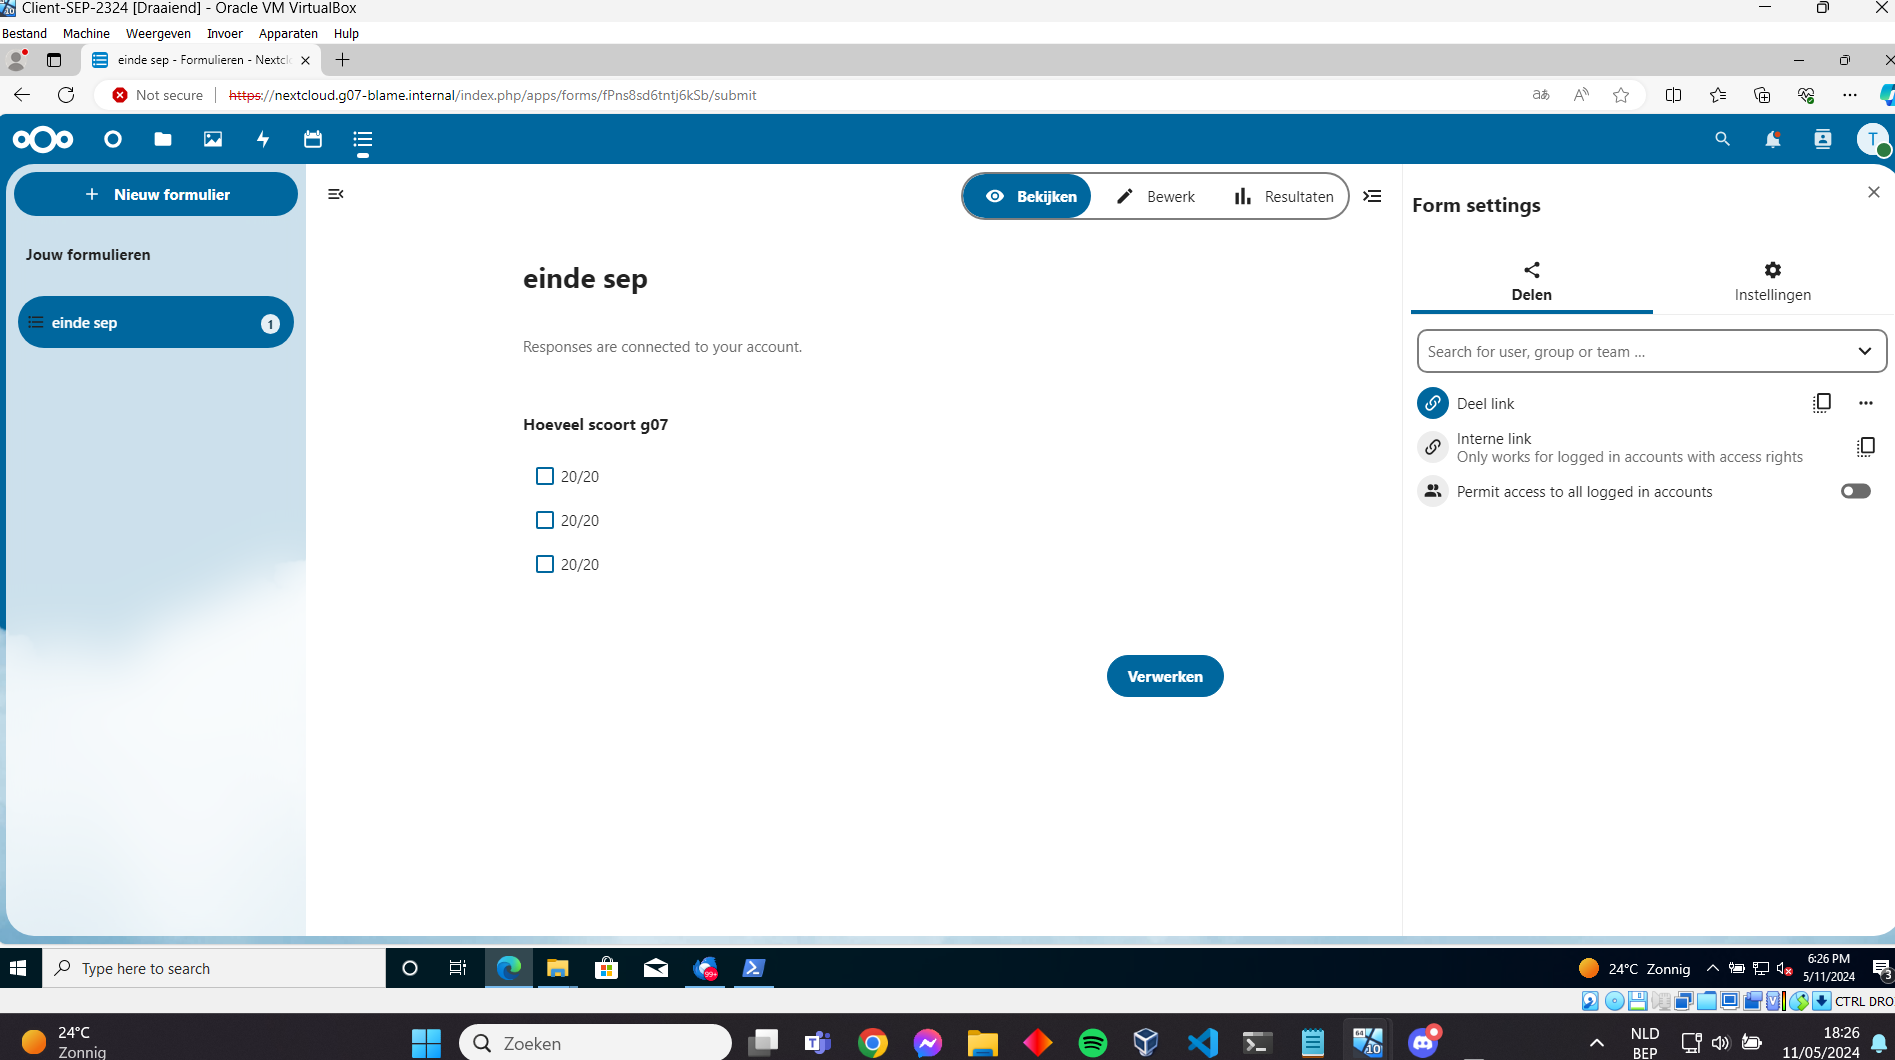 Client-SEP-2324 [Draaiend] - Oracle VM VirtualBox
Bestand Machine Weergeven Invoer Apparaten Hulp
einde sep - Formulieren - Nextcl
Not secure https://nextcloud.g07-blame.internal/index.php/apps/forms/fPns8sd6tntj6kSb/submit
T
Nieuw formulier
Jouw formulieren
einde sep 1
Bekijken Bewerk Resultaten
einde sep
Responses are connected to your account.
Hoeveel scoort g07
20/20
20/20
20/20
Verwerken
Form settings
Delen Instellingen
Search for user, group or team ...
Deel link
Interne link
Only works for logged in accounts with access rights
Permit access to all logged in accounts
Type here to search
99+
24°C Zonnig
6:26 PM
5/11/2024
3
CTRL DRO
24°C
Zonnig
Zoeken
64
10
NLD
BEP
18:26
11/05/2024